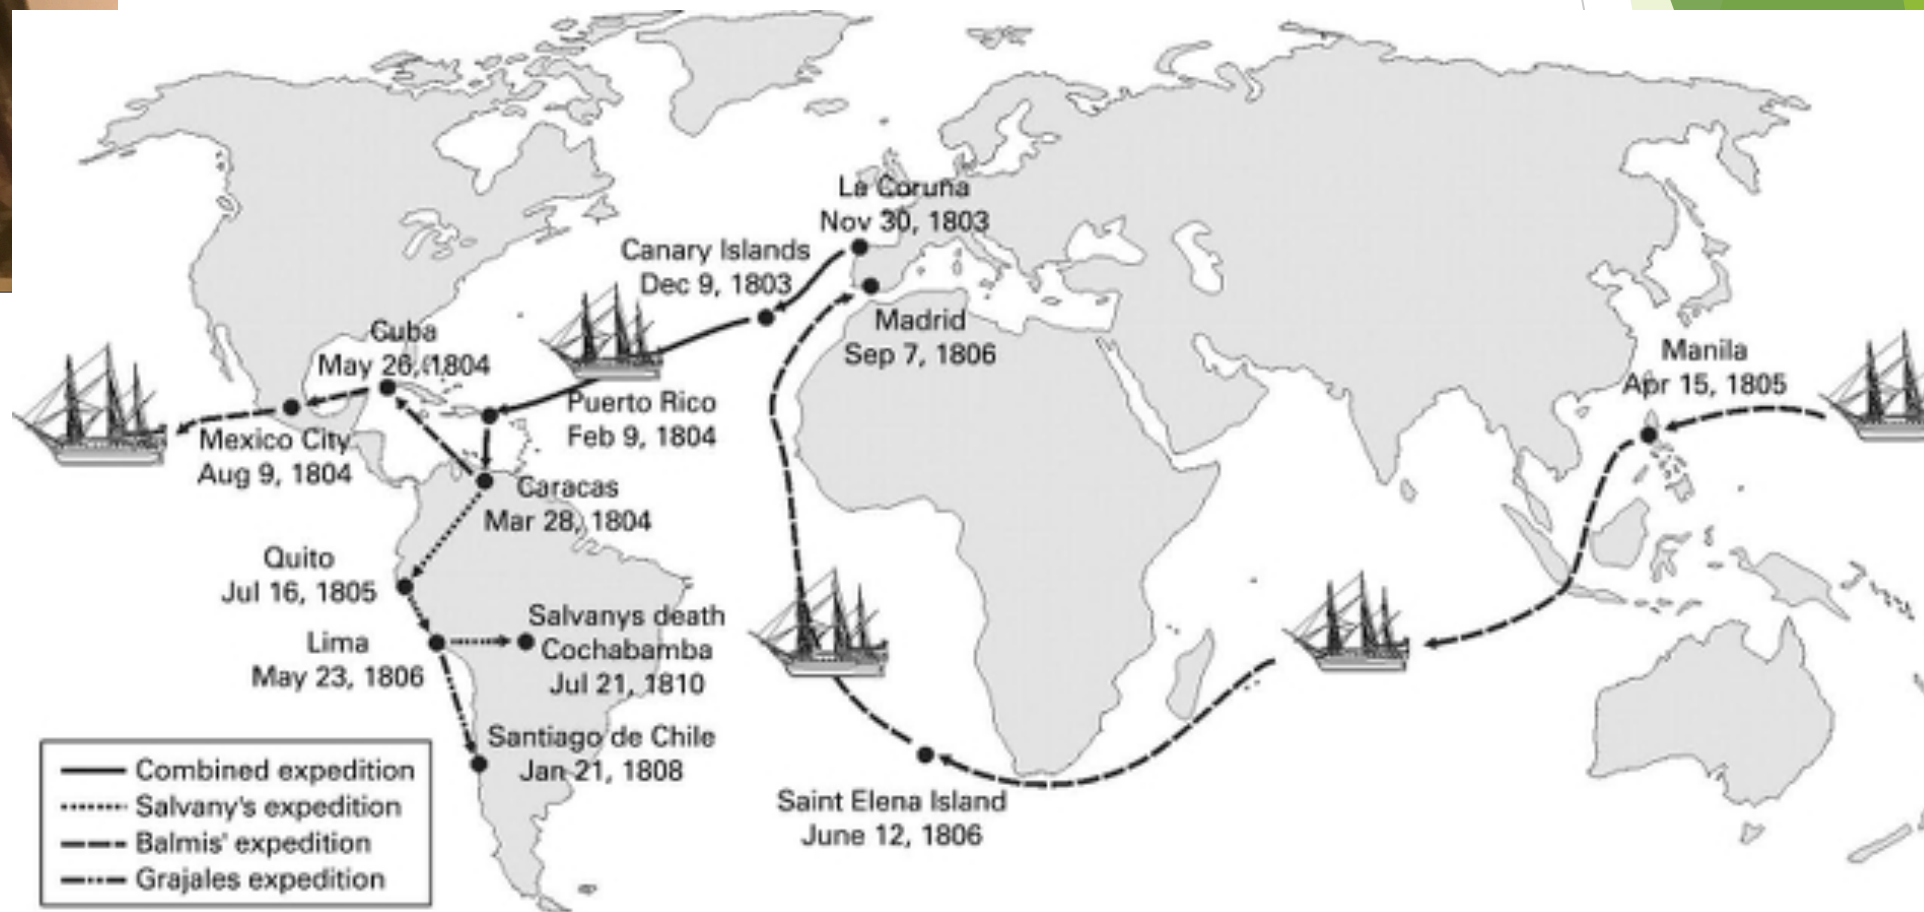 La Coruña
Nov 30, 1803
Canary Islands
Dec 9, 1803
Madrid
Sep 7, 1806
Cuba
May 26, 1804
Manila
Apr 15, 1805
Puerto Rico
Feb 9, 1804
Mexico City
Aug 9, 1804
Caracas
Mar 28, 1804
Quito
Jul 16, 1805
Lima
May 23, 1806
Salvanys death
Cochabamba
Jul 21, 1810
Santiago de Chile
Jan 21, 1808
Saint Elena Island
June 12, 1806
Combined expedition
Salvany's expedition
Balmis' expedition
Grajales expedition